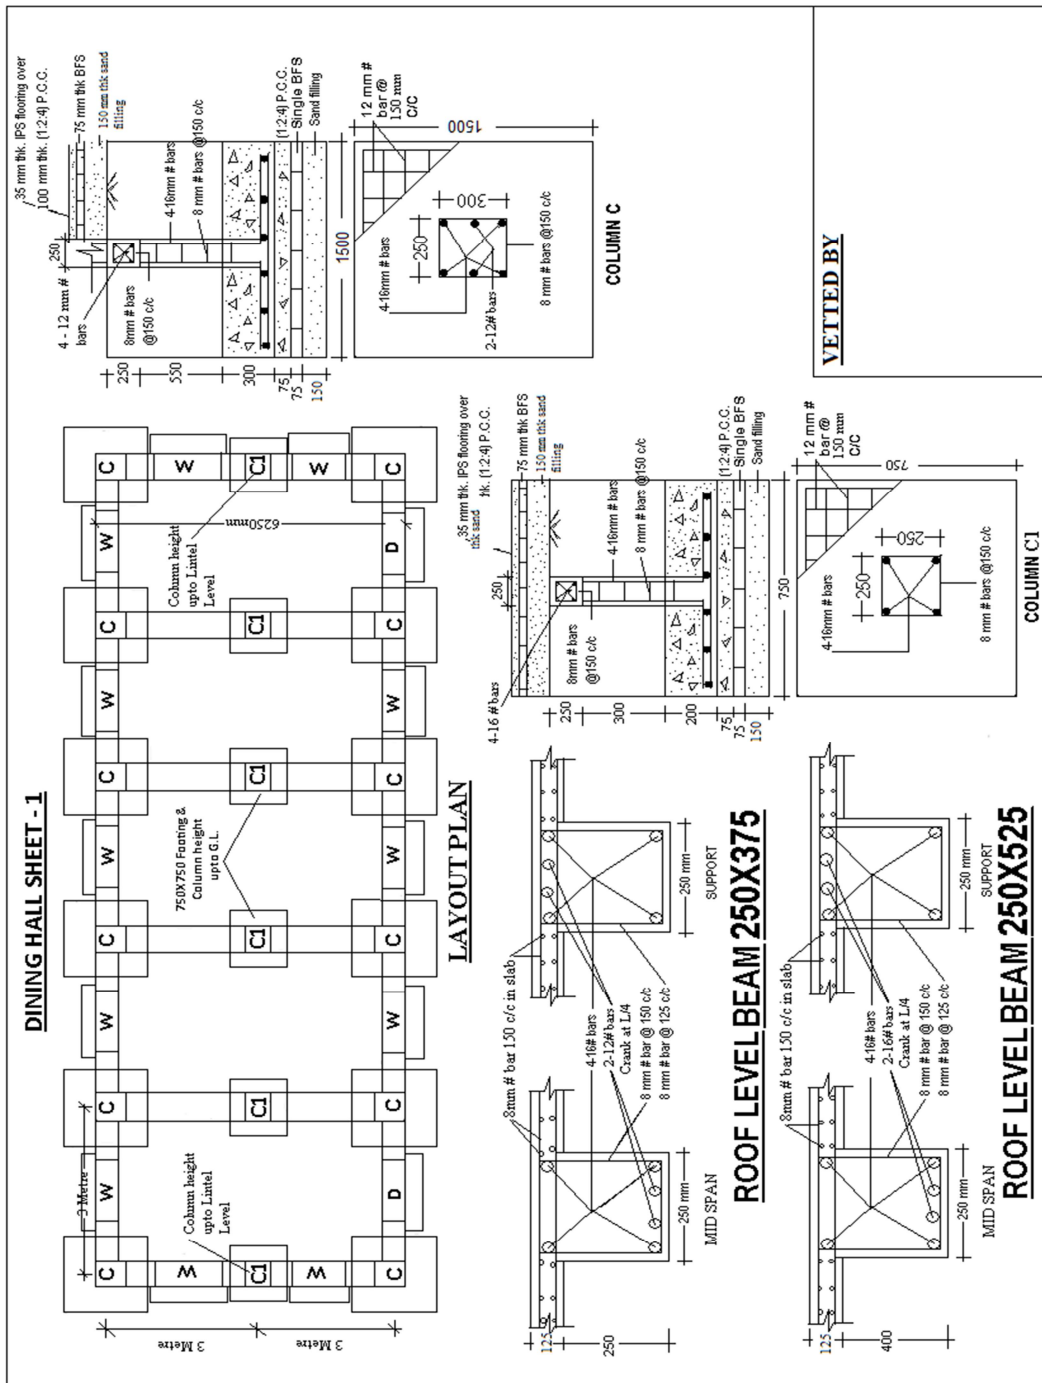 DINING HALL SHEET - 1
C
W
C1
W
C
W
D
3 Metre
3 Metre
3 Metre
Column height
upto Lintel
Level
C
C1
C
W
W
C
C1
C
W
W
750X750 Footing &
Column height
upto G.L.
C
C1
C
W
W
C
C1
C
W
D
6250mm
Column height
upto Lintel
Level
C
W
C1
W
C
LAYOUT PLAN
35 mm thk. IPS flooring over
100 mm thk. (1:2:4) P.C.C.
75 mm thk BFS
150 mm thk sand
filling
250
4 - 12 mm #
bars
8mm # bars
@150 c/c
4-16mm # bars
8 mm # bars @150 c/c
(1:2:4) P.C.C.
Single BFS
Sand filling
250
550
300
75
75
150
1500
1500
12 mm #
bar @
150 mm
C/C
300
250
4-16mm # bars
2-12# bars
8 mm # bars @150 c/c
COLUMN C
35 mm thk. IPS flooring over
thk sand
thk. (1:2:4) P.C.C.
75 mm thk BFS
150 mm thk sand
filling
250
4-16 # bars
8mm # bars
@150 c/c
4-16mm # bars
8 mm # bars @150 c/c
(1:2:4) P.C.C.
Single BFS
Sand filling
250
300
200
75
75
150
750
750
12 mm #
bar @
150 mm
C/C
250
250
4-16mm # bars
8 mm # bars @150 c/c
COLUMN C1
8mm # bar 150 c/c in slab
4-16# bars
2-12# bars
Crank at L/4
8 mm # bar @ 150 c/c
8 mm # bar @ 125 c/c
125
250
250 mm
MID SPAN
250 mm
SUPPORT
ROOF LEVEL BEAM 250X375
8mm # bar 150 c/c in slab
4-16# bars
2-16# bars
Crank at L/4
8 mm # bar @ 150 c/c
8 mm # bar @ 125 c/c
125
400
250 mm
MID SPAN
250 mm
SUPPORT
ROOF LEVEL BEAM 250X525
VETTED BY